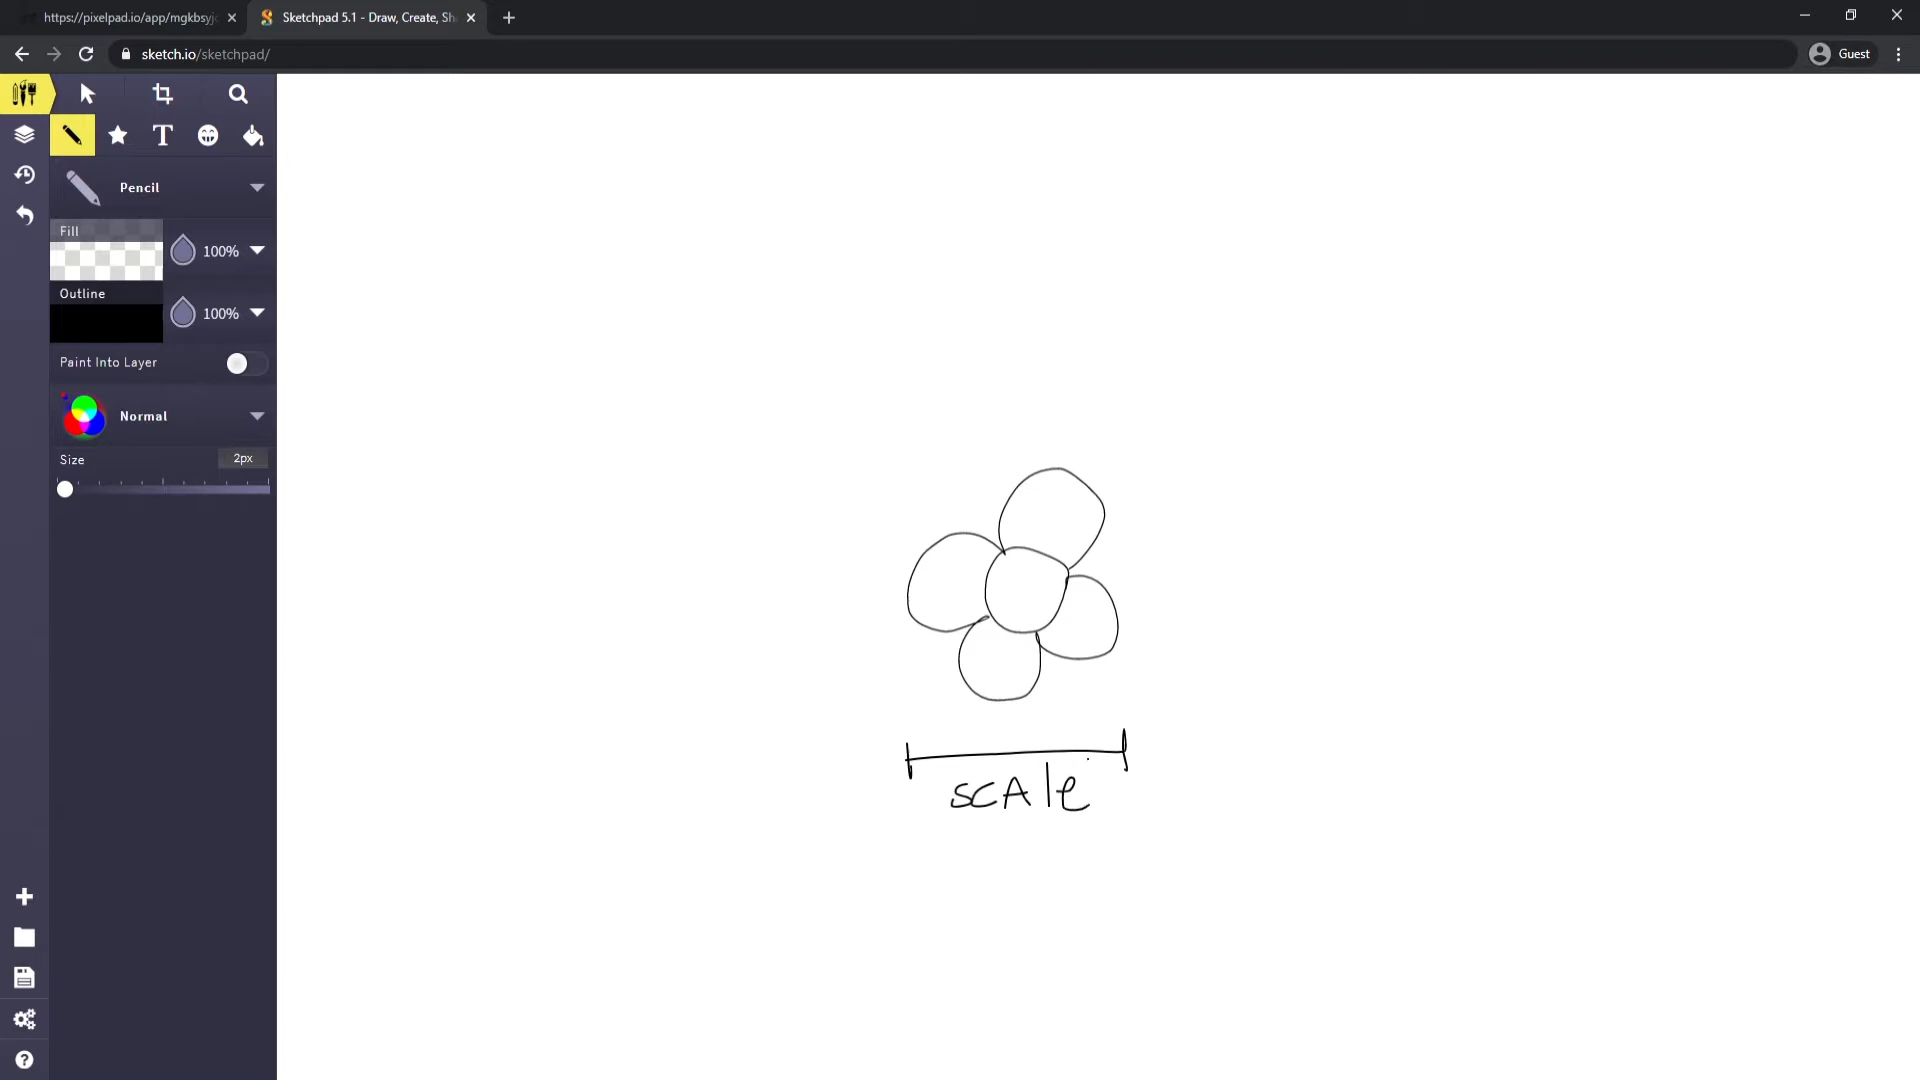 https://pixelpad.io/app/mgkbsyjc
Sketchpad 5.1 - Draw, Create, Sh
sketch.io/sketchpad/
Guest
T
Pencil
Fill
100%
Outline
100%
Paint Into Layer
Normal
Size
2px
scAle